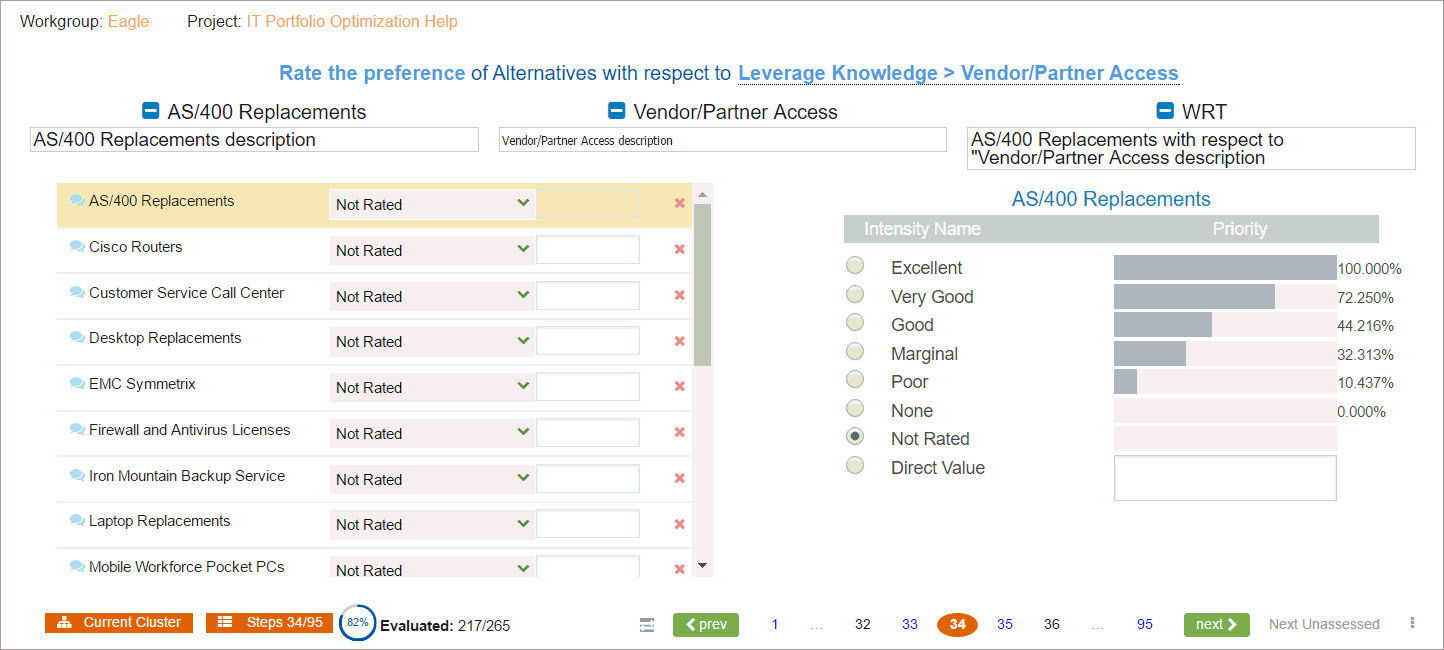 Workgroup: Eagle Project: IT Portfolio Optimization Help
Rate the preference of Alternatives with respect to Leverage Knowledge > Vendor/Partner Access
AS/400 Replacements
AS/400 Replacements description
Vendor/Partner Access
Vendor/Partner Access description
WRT
AS/400 Replacements with respect to
"Vendor/Partner Access description
AS/400 Replacements Not Rated
Cisco Routers Not Rated
Customer Service Call Center Not Rated
Desktop Replacements Not Rated
EMC Symmetrix Not Rated
Firewall and Antivirus Licenses Not Rated
Iron Mountain Backup Service Not Rated
Laptop Replacements Not Rated
Mobile Workforce Pocket PCs Not Rated
AS/400 Replacements
Intensity Name Priority
Excellent 100.000%
Very Good 72.250%
Good 44.216%
Marginal 32.313%
Poor 10.437%
None 0.000%
Not Rated
Direct Value
Current Cluster Steps 34/95 82% Evaluated: 217/265 prev 1 ... 32 33 34 35 36 ... 95 next Next Unassessed